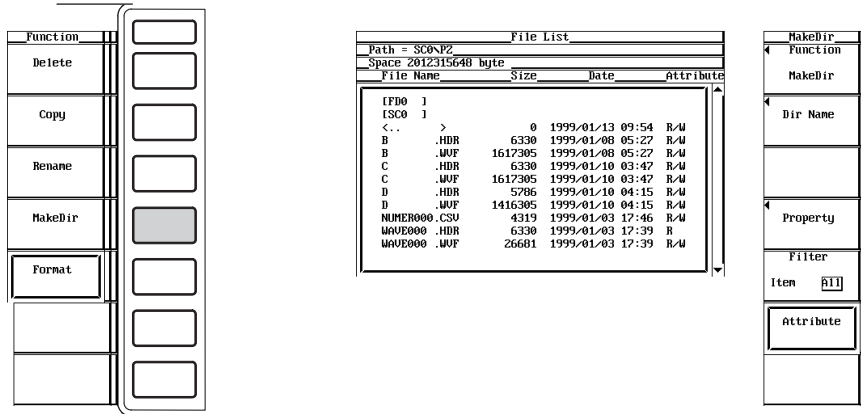 Function
Delete
Copy
Rename
MakeDir
Format
File List
Path = SC0\PZ
Space 2012315648 byte
File Name Size Date Attribute
[FD0 ]
[SC0 ]
<.. > 0 1999/01/13 09:54 R/W
B .HDR 6330 1999/01/08 05:27 R/W
B .WVF 1617305 1999/01/08 05:27 R/W
C .HDR 6330 1999/01/10 03:47 R/W
C .WVF 1617305 1999/01/10 03:47 R/W
D .HDR 5786 1999/01/10 04:15 R/W
D .WVF 1416305 1999/01/10 04:15 R/W
NUMER000.CSV 4319 1999/01/03 17:46 R/W
WAVE000 .HDR 6330 1999/01/03 17:39 R
WAVE000 .WVF 26681 1999/01/03 17:39 R/W
MakeDir
Function
MakeDir
Dir Name
Property
Filter
Item All
Attribute